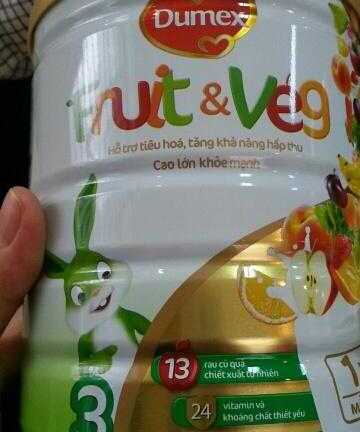 Dumex
Fruit & Veg
Hỗ trợ tiêu hoá, tăng khả năng hấp thu
Cao lớn khỏe mạnh
13 rau củ quả
chiết xuất tự nhiên
24 vitamin và
khoáng chất thiết yếu
3
1